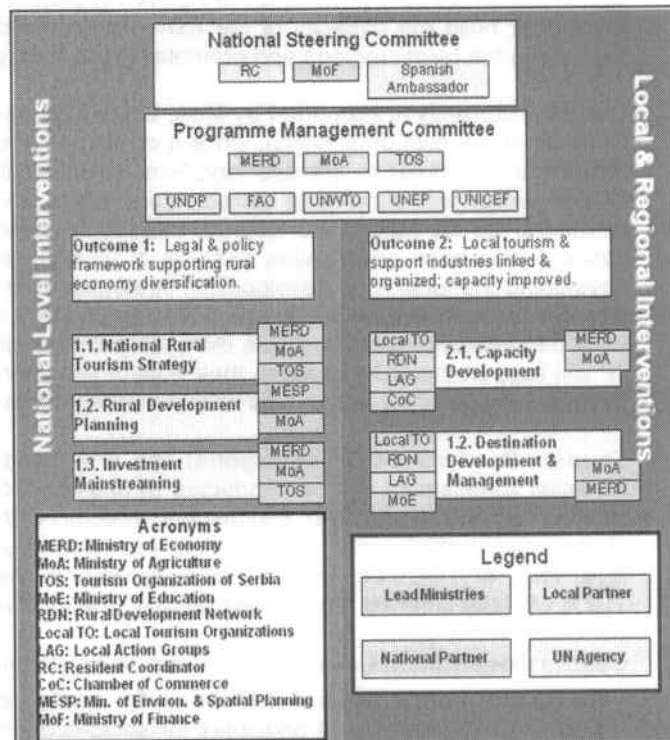 National Steering Committee
RC MoF Spanish
Ambassador
Programme Management Committee
MERD MoA TOS
UNDP FAO UNWTO UNEP UNICEF
National-Level Interventions
Local & Regional Interventions
Outcome 1: Legal & policy
framework supporting rural
economy diversification.
Outcome 2: Local tourism &
support industries linked &
organized; capacity improved.
1.1. National Rural
Tourism Strategy
MERD
MoA
TOS
MESP
1.2. Rural Development
Planning
MoA
1.3. Investment
Mainstreaming
MERD
MoA
TOS
Local TO
RDN
LAG
CoC
2.1. Capacity
Development
MERD
MoA
Local TO
RDN
LAG
MoE
1.2. Destination
Development &
Management
MoA
MERD
Acronyms
MERD: Ministry of Economy
MoA: Ministry of Agriculture
TOS: Tourism Organization of Serbia
MoE: Ministry of Education
RDN: Rural Development Network
Local TO: Local Tourism Organizations
LAG: Local Action Groups
RC: Resident Coordinator
CoC: Chamber of Commerce
MESP: Min. of Environ. & Spatial Planning
MoF: Ministry of Finance
Legend
Lead Ministries Local Partner
National Partner UN Agency